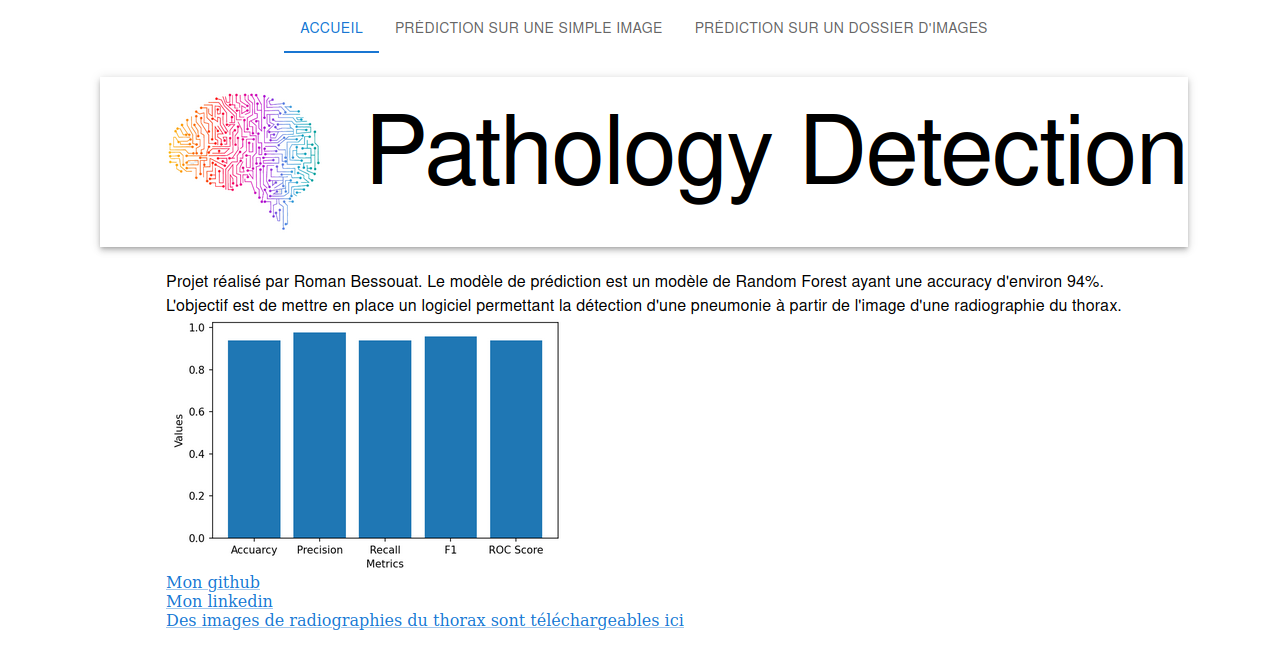 ACCUEIL PRÉDICTION SUR UNE SIMPLE IMAGE PRÉDICTION SUR UN DOSSIER D'IMAGES
Pathology Detection
Projet réalisé par Roman Bessouat. Le modèle de prédiction est un modèle de Random Forest ayant une accuracy d'environ 94%.
L'objectif est de mettre en place un logiciel permettant la détection d'une pneumonie à partir de l'image d'une radiographie du thorax.
1.0
0.8
0.6
0.4
0.2
0.0
Values
Accuarcy Precision Recall F1 ROC Score
Metrics
Mon github
Mon linkedin
Des images de radiographies du thorax sont téléchargeables ici